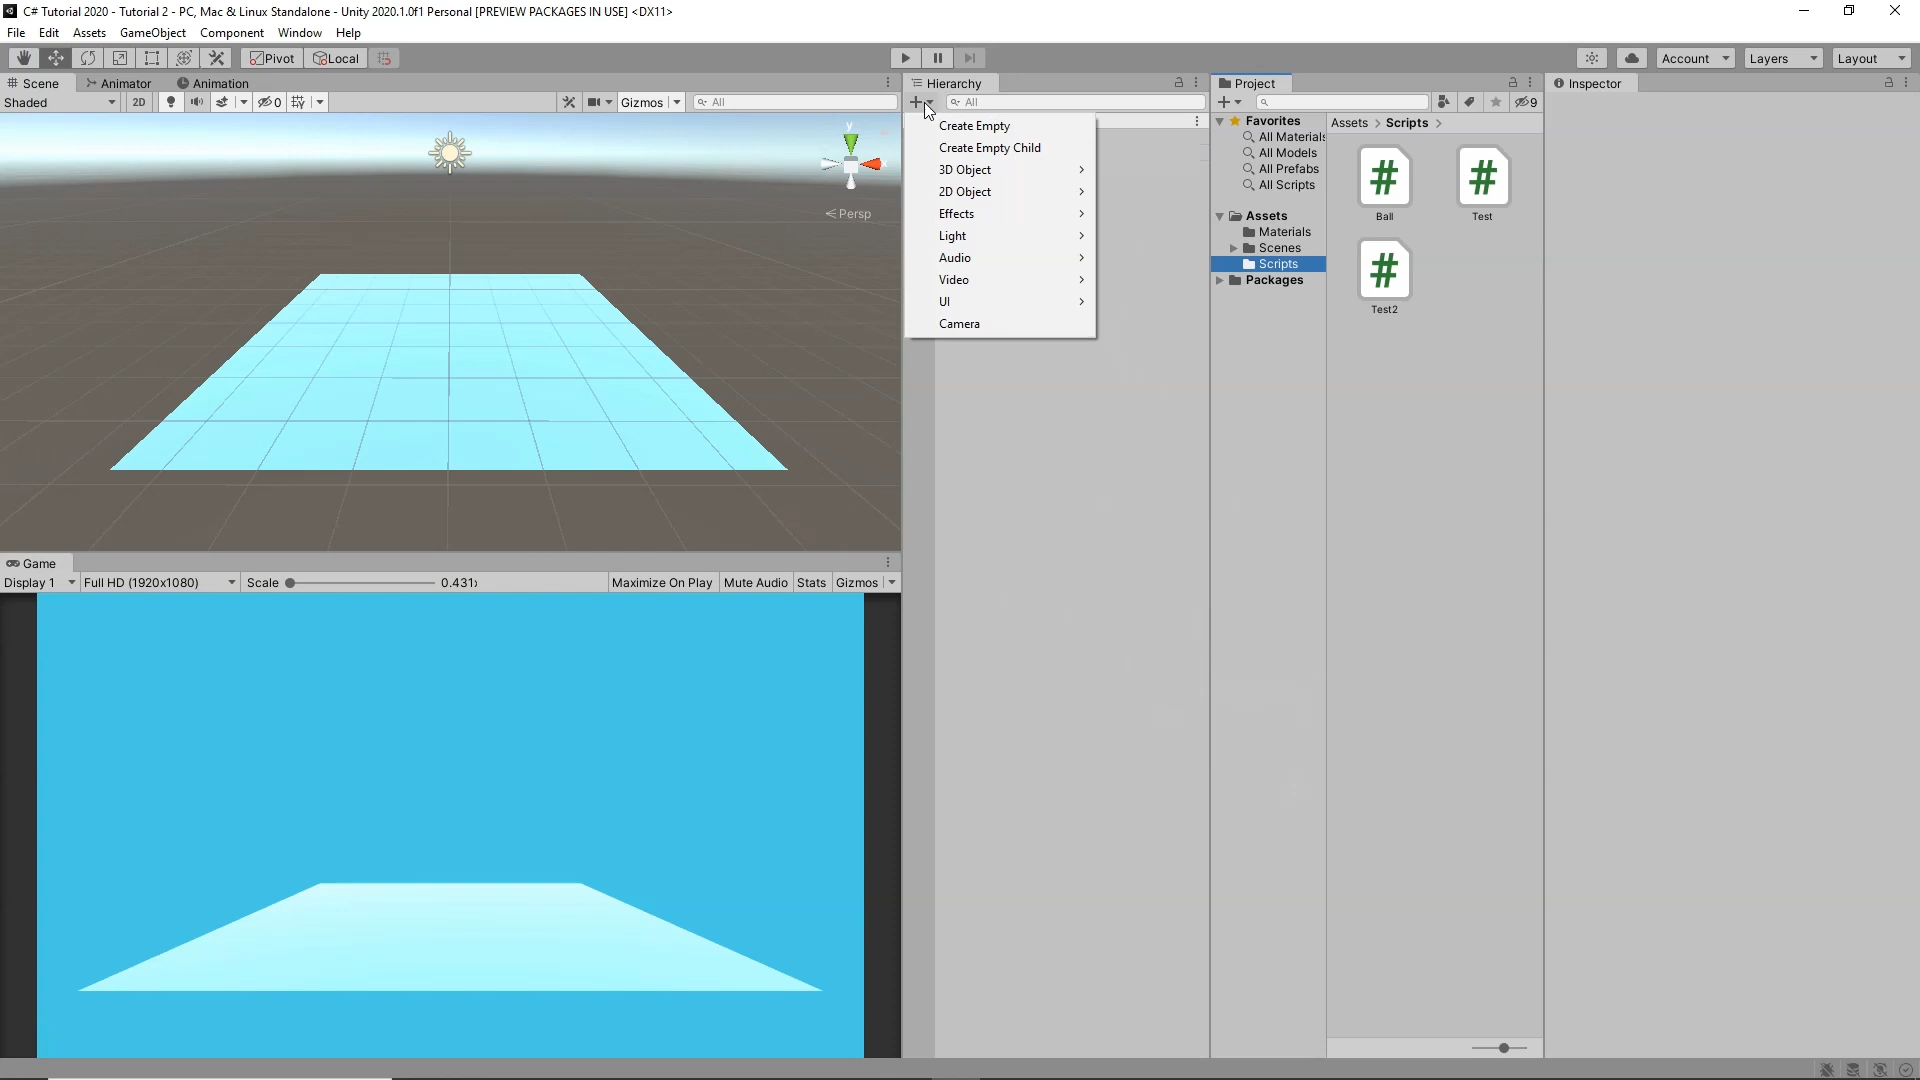 C# Tutorial 2020 - Tutorial 2 - PC, Mac & Linux Standalone - Unity 2020.1.0f1 Personal [PREVIEW PACKAGES IN USE] <DX11>
File Edit Assets GameObject Component Window Help
Pivot Local Account Layers Layout
Scene Animator Animation Hierarchy Project Inspector
Shaded 2D 0 Gizmos All All 9
y
x
Persp
Create Empty
Create Empty Child
3D Object
2D Object
Effects
Light
Audio
Video
UI
Camera
Favorites
All Materials
All Models
All Prefabs
All Scripts
Assets
Materials
Scenes
Scripts
Packages
Assets > Scripts >
Ball Test
Test2
Game
Display 1 Full HD (1920x1080) Scale 0.431 Maximize On Play Mute Audio Stats Gizmos